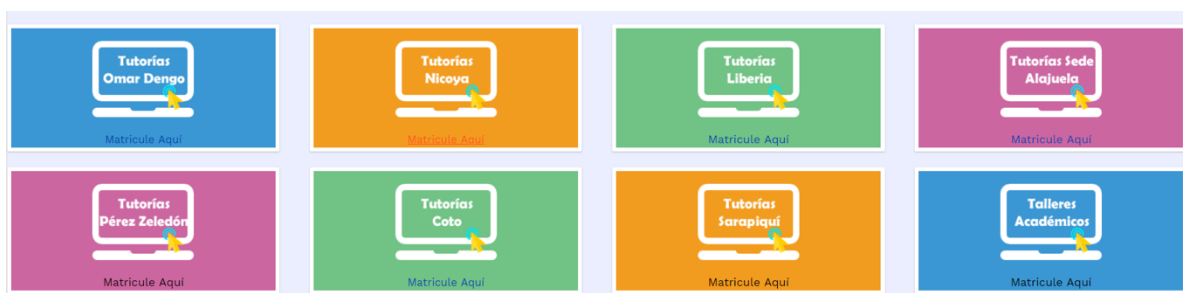 Tutorías
Omar Dengo
Matricule Aquí
Tutorías
Nicoya
Matricule Aquí
Tutorías
Liberia
Matricule Aquí
Tutorías Sede
Alajuela
Matricule Aquí
Tutorías
Pérez Zeledón
Matricule Aquí
Tutorías
Coto
Matricule Aquí
Tutorías
Sarapiquí
Matricule Aquí
Talleres
Académicos
Matricule Aquí